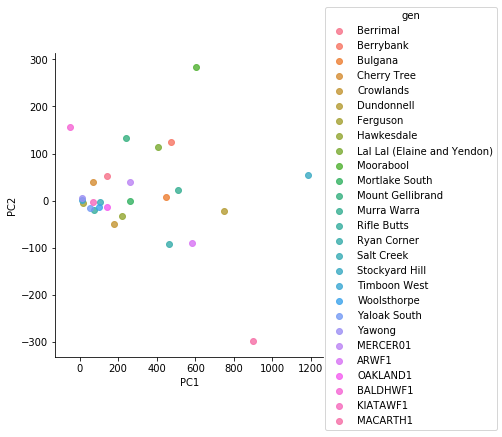 gen
Berrimal
Berrybank
Bulgana
Cherry Tree
Crowlands
Dundonnell
Ferguson
Hawkesdale
Lal Lal (Elaine and Yendon)
Moorabool
Mortlake South
Mount Gellibrand
Murra Warra
Rifle Butts
Ryan Corner
Salt Creek
Stockyard Hill
Timboon West
Woolsthorpe
Yaloak South
Yawong
MERCER01
ARWF1
OAKLAND1
BALDHWF1
KIATAWF1
MACARTH1
300
200
100
0
−100
−200
−300
PC2
0 200 400 600 800 1000 1200
PC1